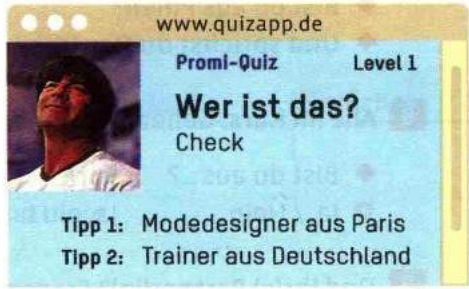 www.quizapp.de
Promi-Quiz Level 1
Wer ist das?
Check
Tipp 1: Modedesigner aus Paris
Tipp 2: Trainer aus Deutschland